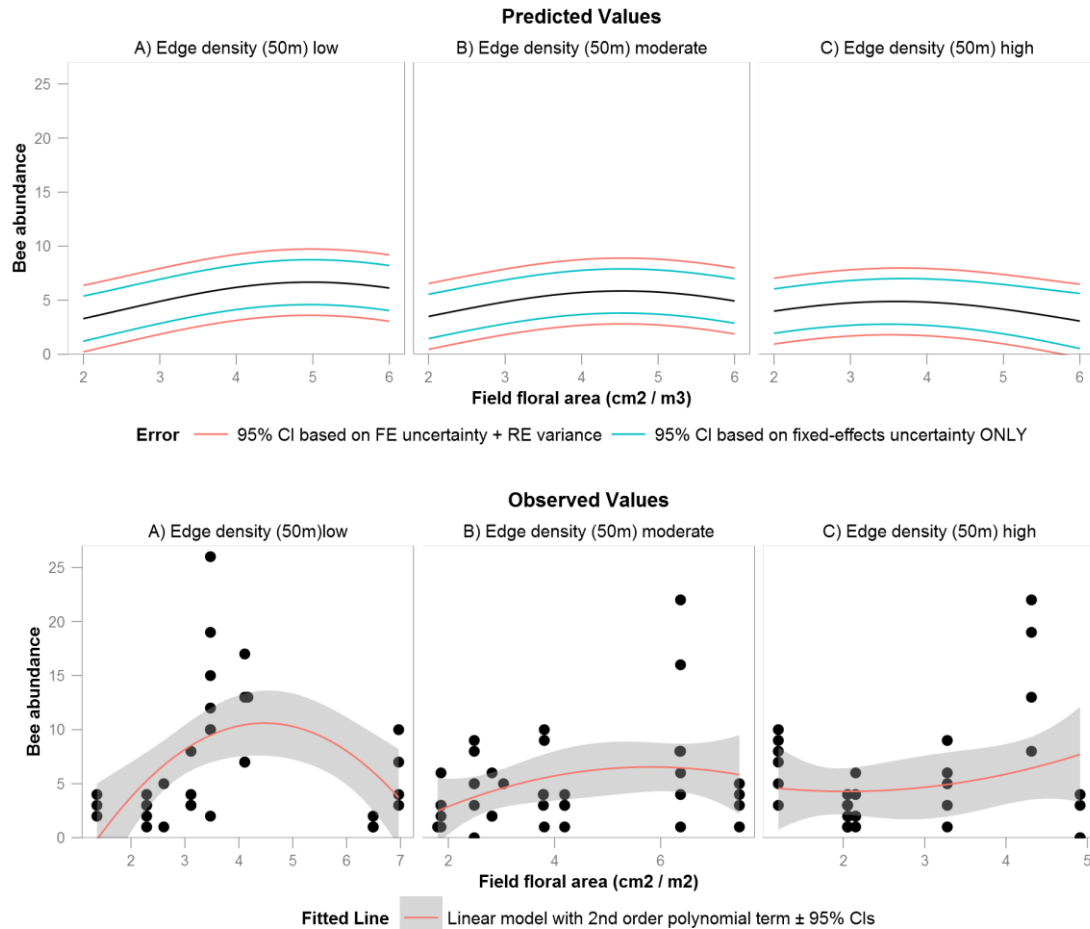 Predicted Values
A) Edge density (50m) low
B) Edge density (50m) moderate
C) Edge density (50m) high
Bee abundance
25
20
15
10
5
0
2 3 4 5 6
2 3 4 5 6
2 3 4 5 6
Field floral area (cm2 / m3)
Error 95% CI based on FE uncertainty + RE variance 95% CI based on fixed-effects uncertainty ONLY
Observed Values
A) Edge density (50m)low
B) Edge density (50m) moderate
C) Edge density (50m) high
Bee abundance
25
20
15
10
5
0
2 3 4 5 6 7
2 4 6
2 3 4 5
Field floral area (cm2 / m2)
Fitted Line Linear model with 2nd order polynomial term ± 95% CIs